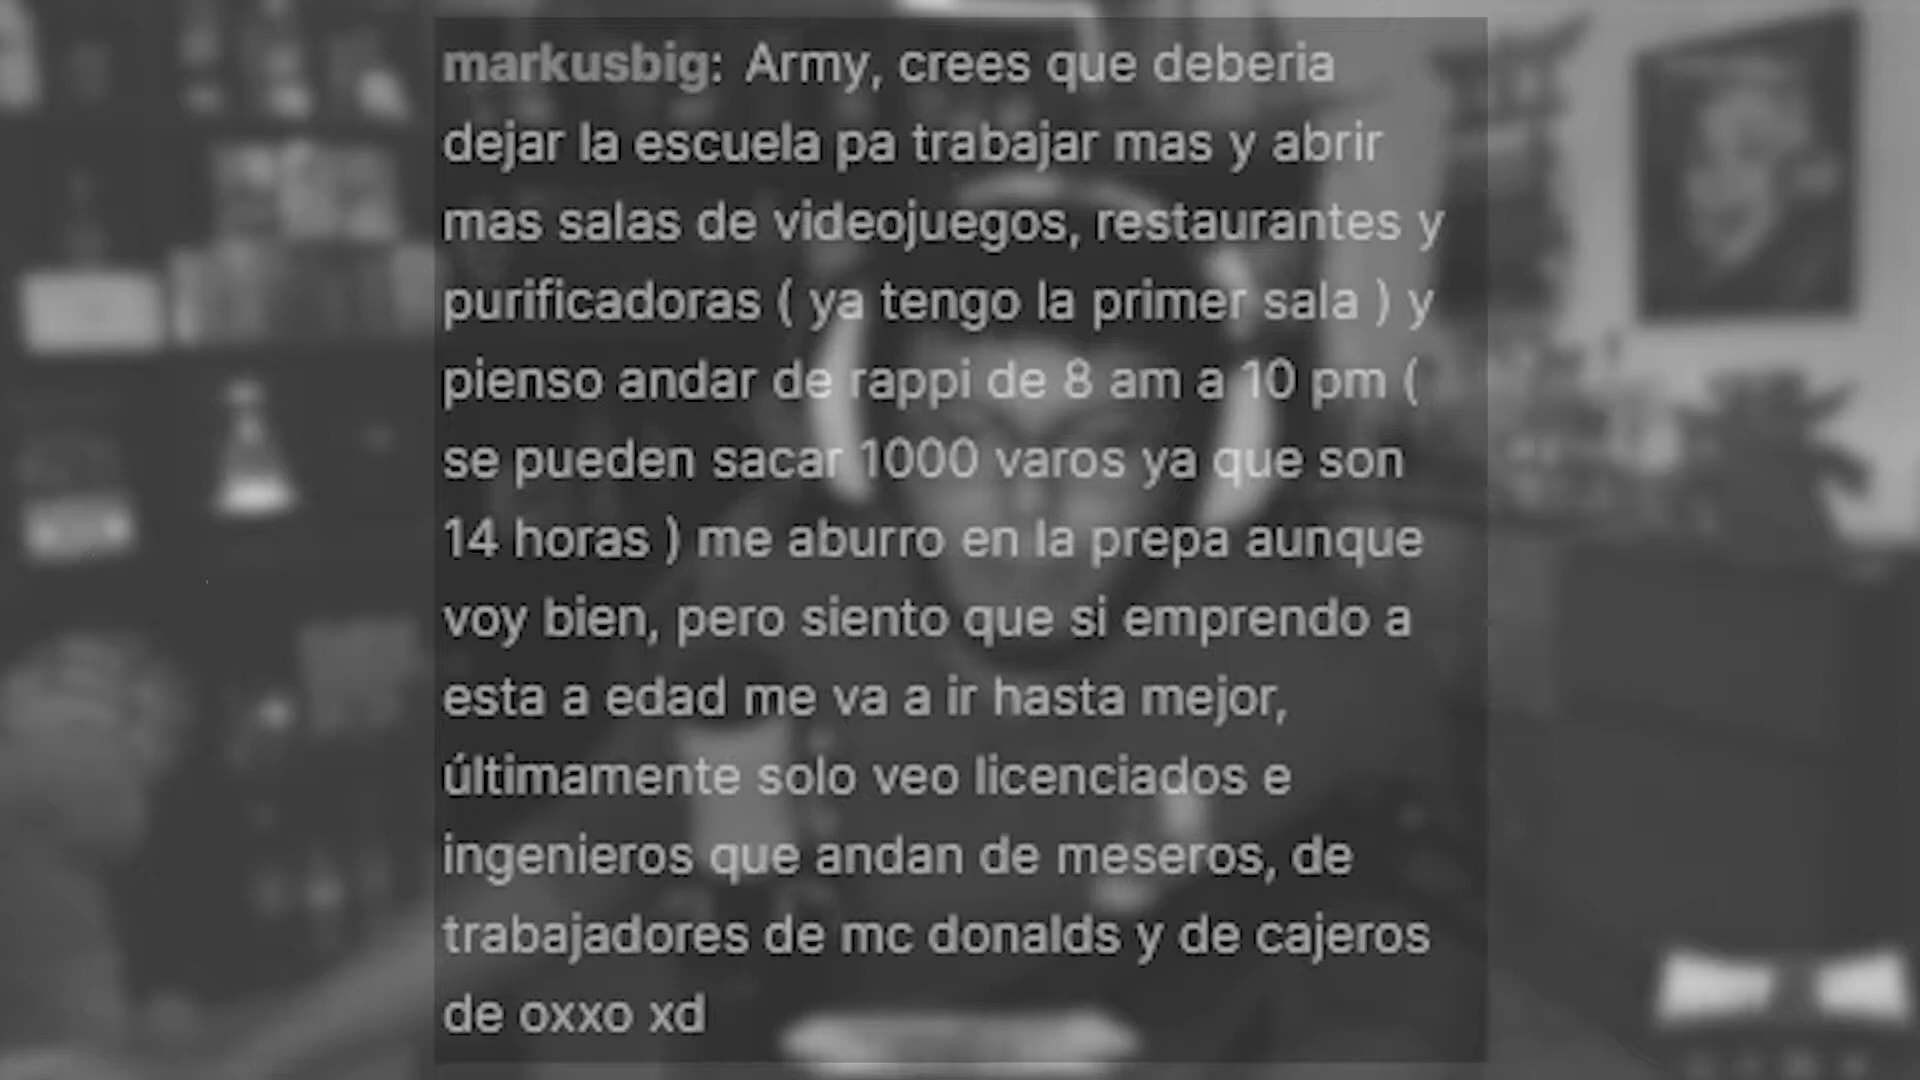 markusbig: Army, crees que deberia
dejar la escuela pa trabajar mas y abrir
mas salas de videojuegos, restaurantes y
purificadoras ( ya tengo la primer sala ) y
pienso andar de rappi de 8 am a 10 pm (
se pueden sacar 1000 varos ya que son
14 horas ) me aburro en la prepa aunque
voy bien, pero siento que si emprendo a
esta a edad me va a ir hasta mejor,
últimamente solo veo licenciados e
ingenieros que andan de meseros, de
trabajadores de mc donalds y de cajeros
de oxxo xd